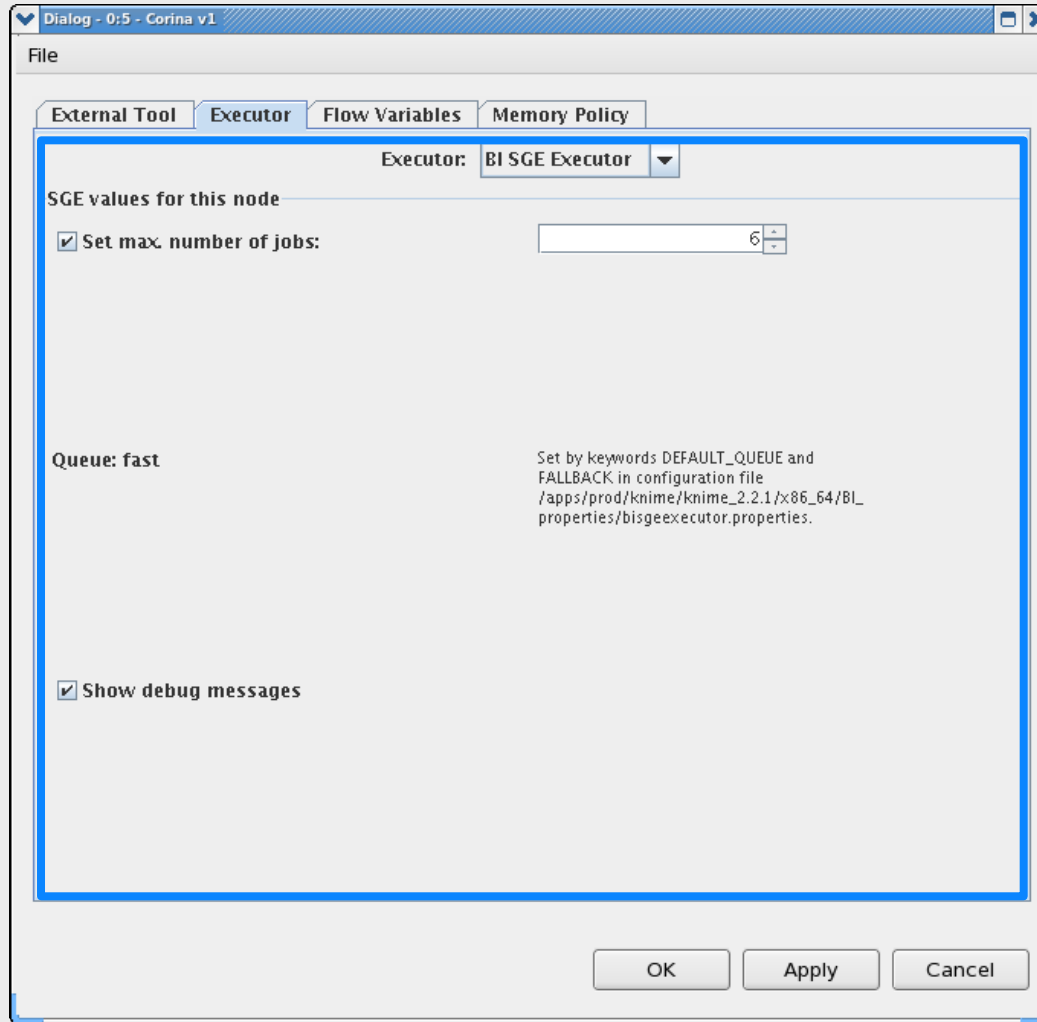 Dialog - 0:5 - Corina v1
File
External Tool Executor Flow Variables Memory Policy
Executor: BI SGE Executor
SGE values for this node
Set max. number of jobs: 6
Queue: fast
Set by keywords DEFAULT_QUEUE and
FALLBACK in configuration file
/apps/prod/knime/knime_2.2.1/x86_64/BI_
properties/bisgeexecutor.properties.
Show debug messages
OK Apply Cancel